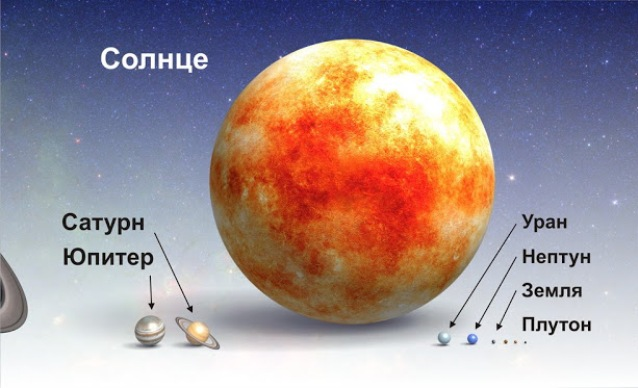 Солнце
Сатурн
Юпитер
Уран
Нептун
Земля
Плутон